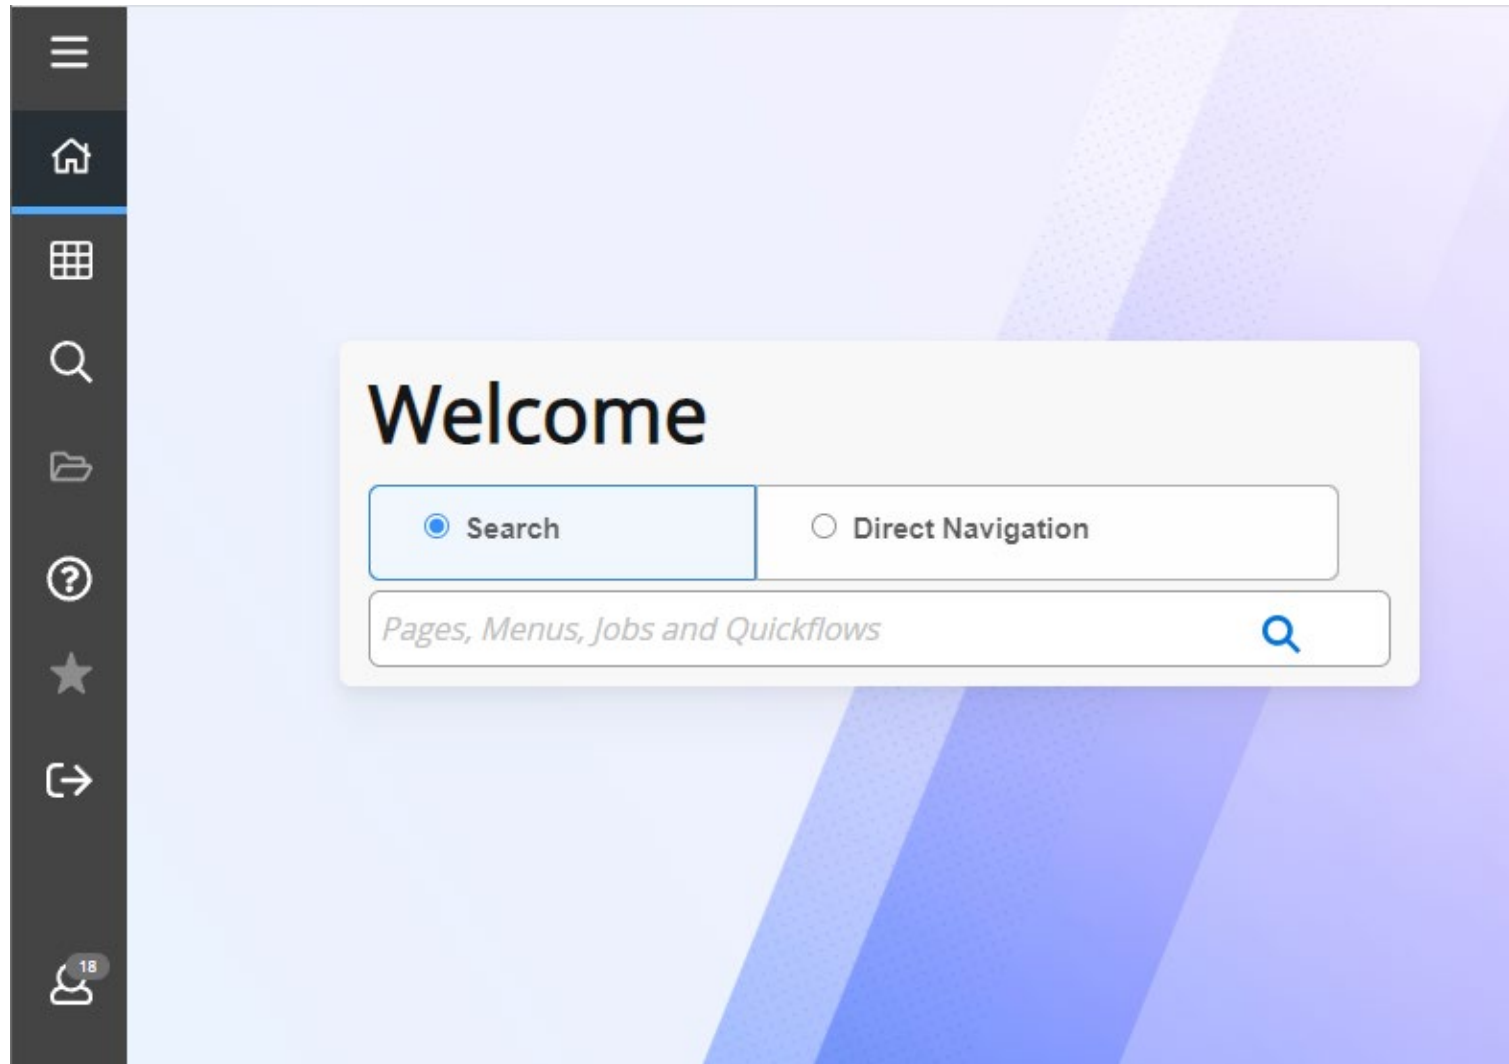 Welcome
Search
Direct Navigation
Pages, Menus, Jobs and Quickflows
18